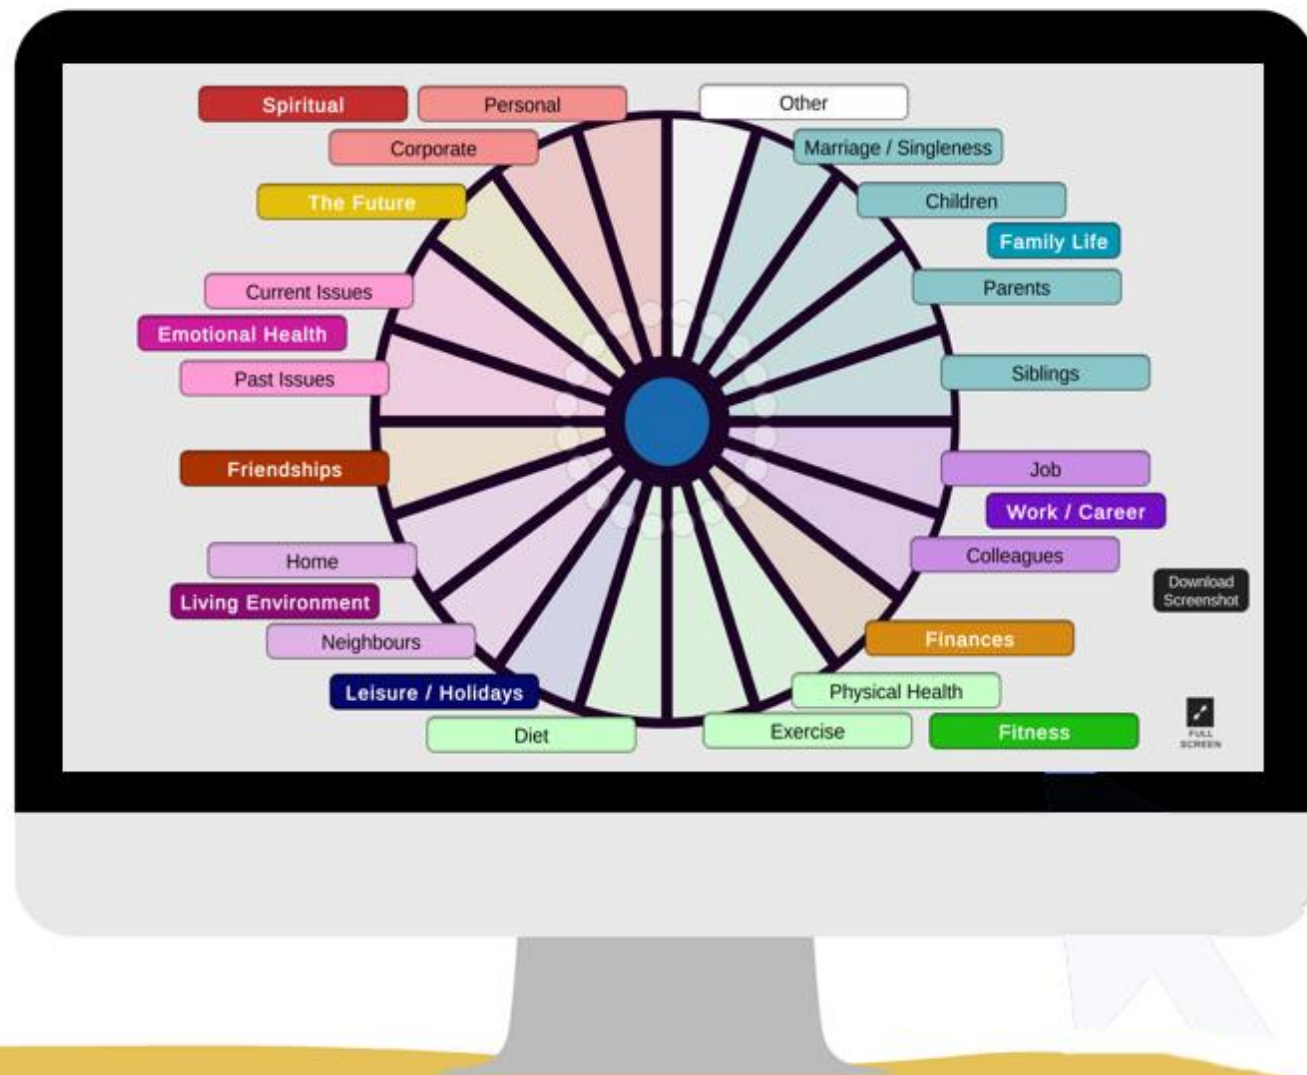 Spiritual
Personal
Other
Corporate
Marriage / Singleness
The Future
Children
Family Life
Current Issues
Parents
Emotional Health
Past Issues
Siblings
Friendships
Job
Work / Career
Home
Colleagues
Living Environment
Download
Screenshot
Neighbours
Finances
Leisure / Holidays
Physical Health
Diet
Exercise
Fitness
FULL
SCREEN